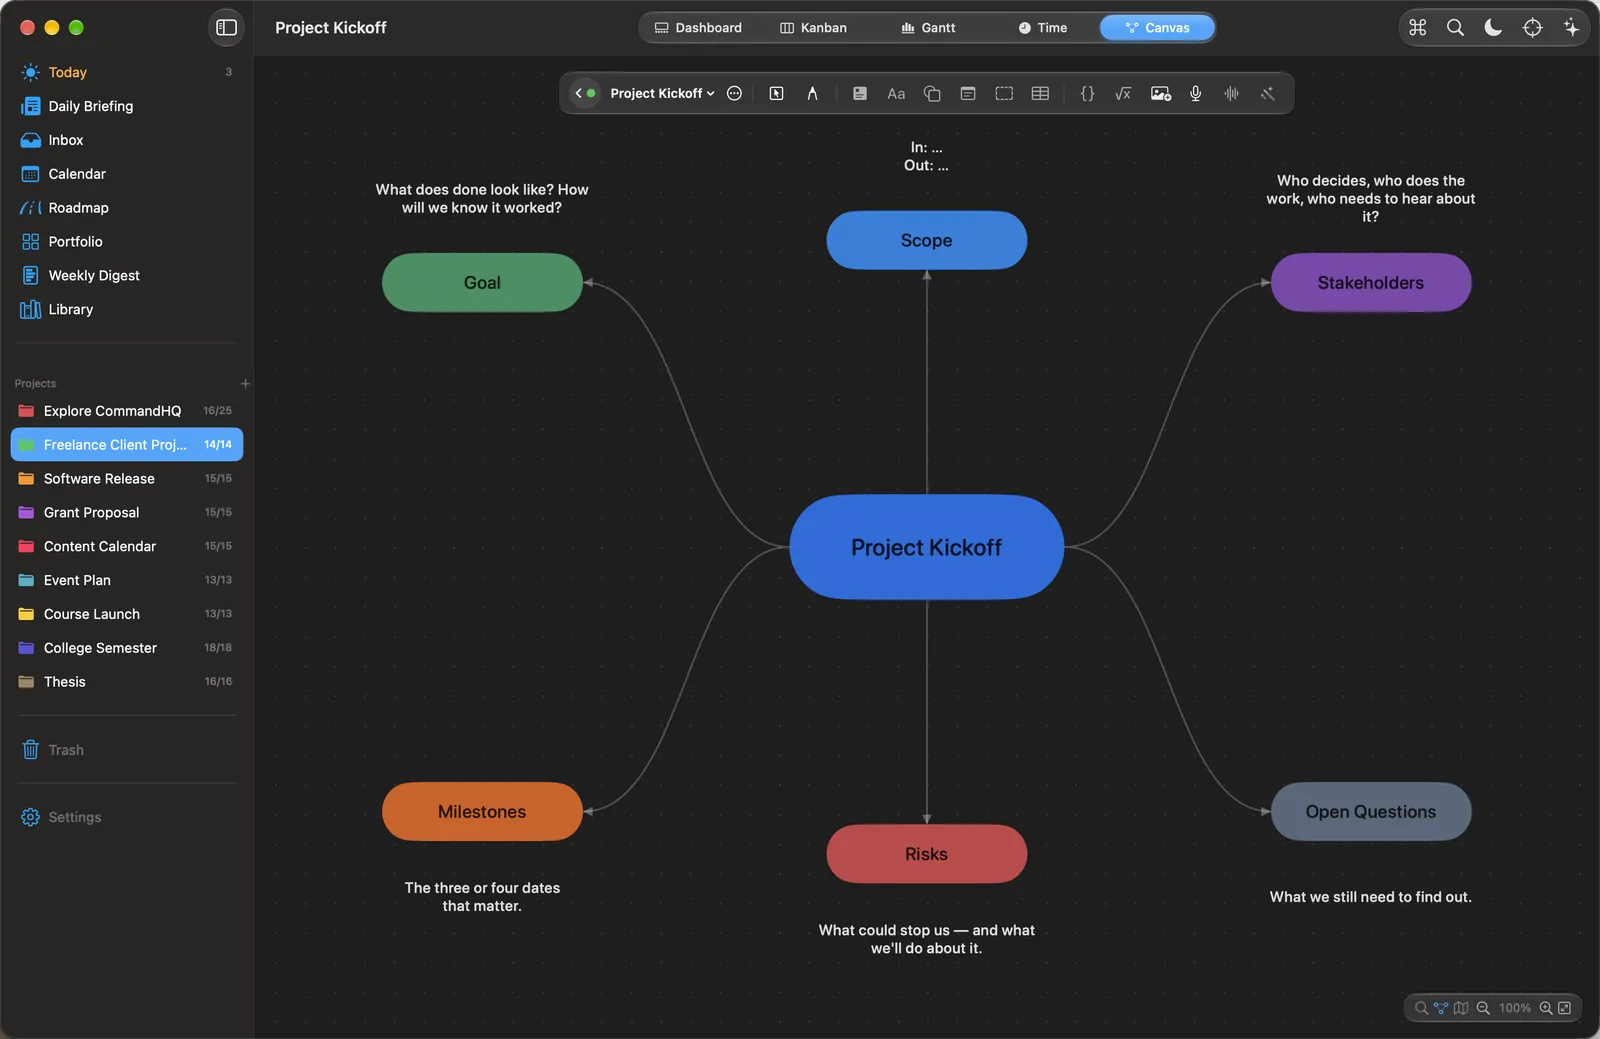 Project Kickoff
Dashboard
Kanban
Gantt
Time
Canvas
Today 3
Daily Briefing
Inbox
Calendar
Roadmap
Portfolio
Weekly Digest
Library
Projects +
Explore CommandHQ 16/25
Freelance Client Proj... 14/14
Software Release 15/15
Grant Proposal 15/15
Content Calendar 15/15
Event Plan 13/13
Course Launch 13/13
College Semester 18/18
Thesis 16/16
Trash
Settings
Project Kickoff
Aa
In: ...
Out: ...
Scope
What does done look like? How
will we know it worked?
Goal
Who decides, who does the
work, who needs to hear about
it?
Stakeholders
Project Kickoff
Milestones
The three or four dates
that matter.
Risks
What could stop us — and what
we'll do about it.
Open Questions
What we still need to find out.
100%